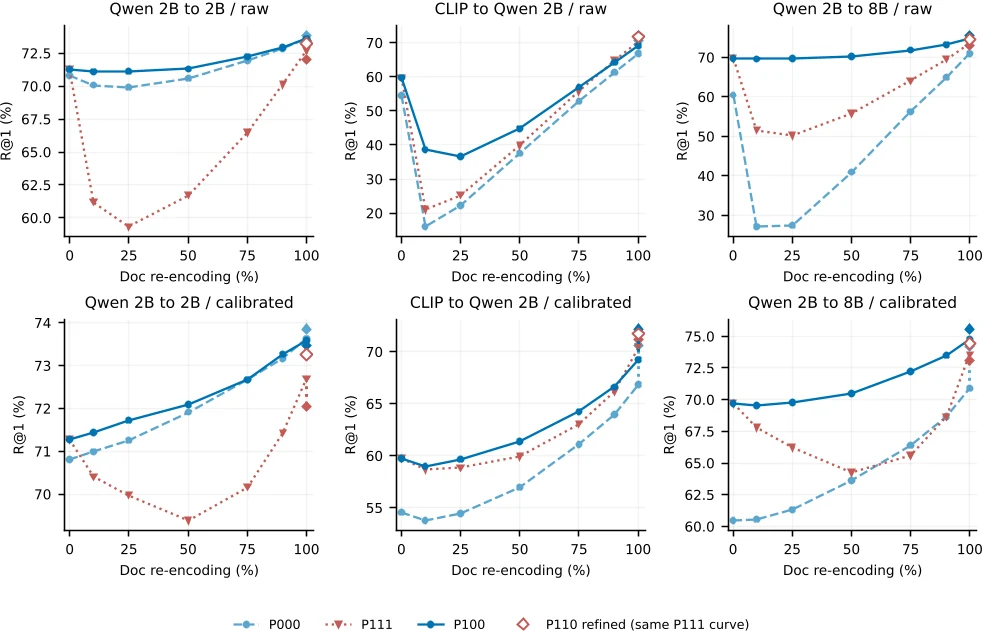 Qwen 2B to 2B / raw
R@1 (%)
72.5
70.0
67.5
65.0
62.5
60.0
0 25 50 75 100
Doc re-encoding (%)
CLIP to Qwen 2B / raw
R@1 (%)
70
60
50
40
30
20
0 25 50 75 100
Doc re-encoding (%)
Qwen 2B to 8B / raw
R@1 (%)
70
60
50
40
30
0 25 50 75 100
Doc re-encoding (%)
Qwen 2B to 2B / calibrated
R@1 (%)
74
73
72
71
70
0 25 50 75 100
Doc re-encoding (%)
CLIP to Qwen 2B / calibrated
R@1 (%)
70
65
60
55
0 25 50 75 100
Doc re-encoding (%)
Qwen 2B to 8B / calibrated
R@1 (%)
75.0
72.5
70.0
67.5
65.0
62.5
60.0
0 25 50 75 100
Doc re-encoding (%)
P000 P111 P100 P110 refined (same P111 curve)